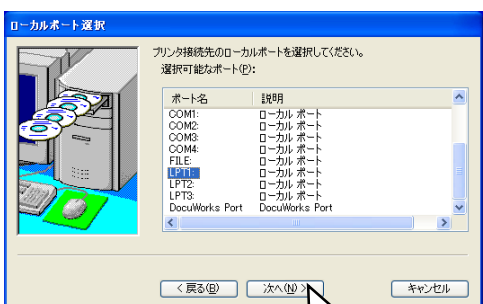 ローカルポート選択
プリンタ接続先のローカルポートを選択してください。
選択可能なポート(P):
ポート名 説明
COM1: ローカル ポート
COM2: ローカル ポート
COM3: ローカル ポート
COM4: ローカル ポート
FILE: ローカル ポート
LPT1: ローカル ポート
LPT2: ローカル ポート
LPT3: ローカル ポート
DocuWorks Port DocuWorks Port
< 戻る(B) 次へ(N) > キャンセル